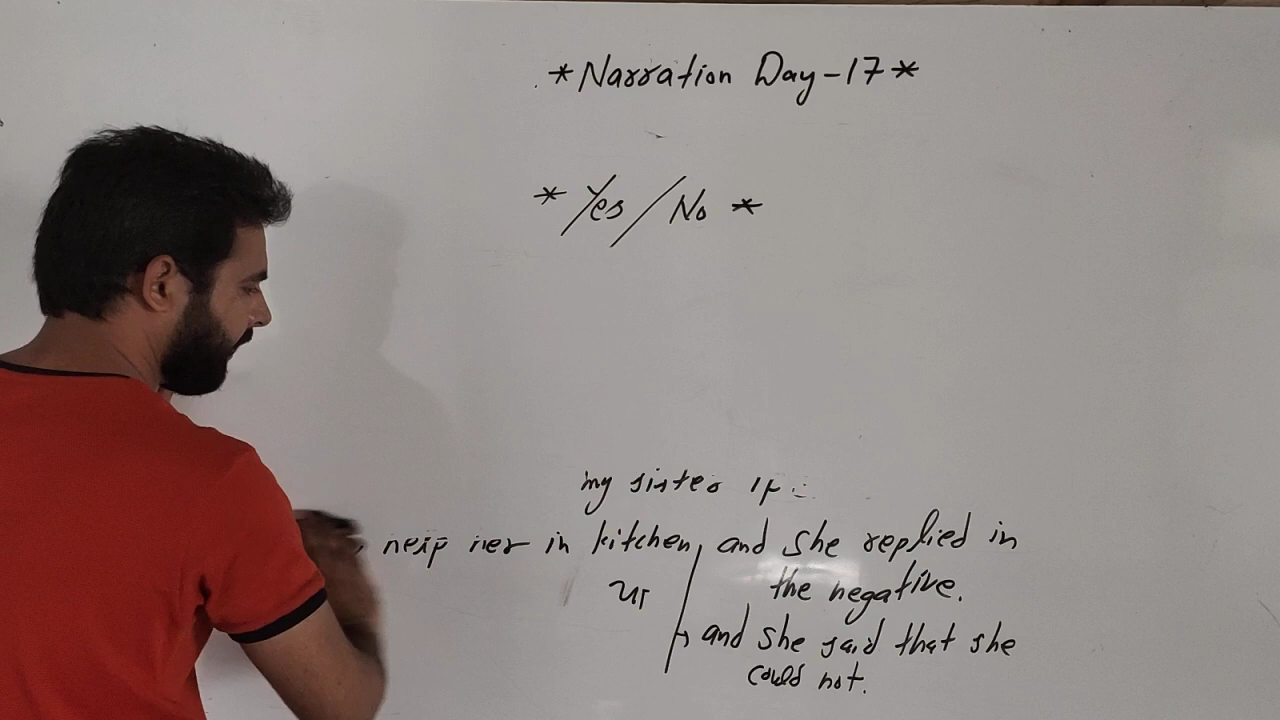 *Narration Day-17*
*Yes/No*
my sister if
help her in kitchen, and she replied in
या
the negative.
and she said that she
could not.